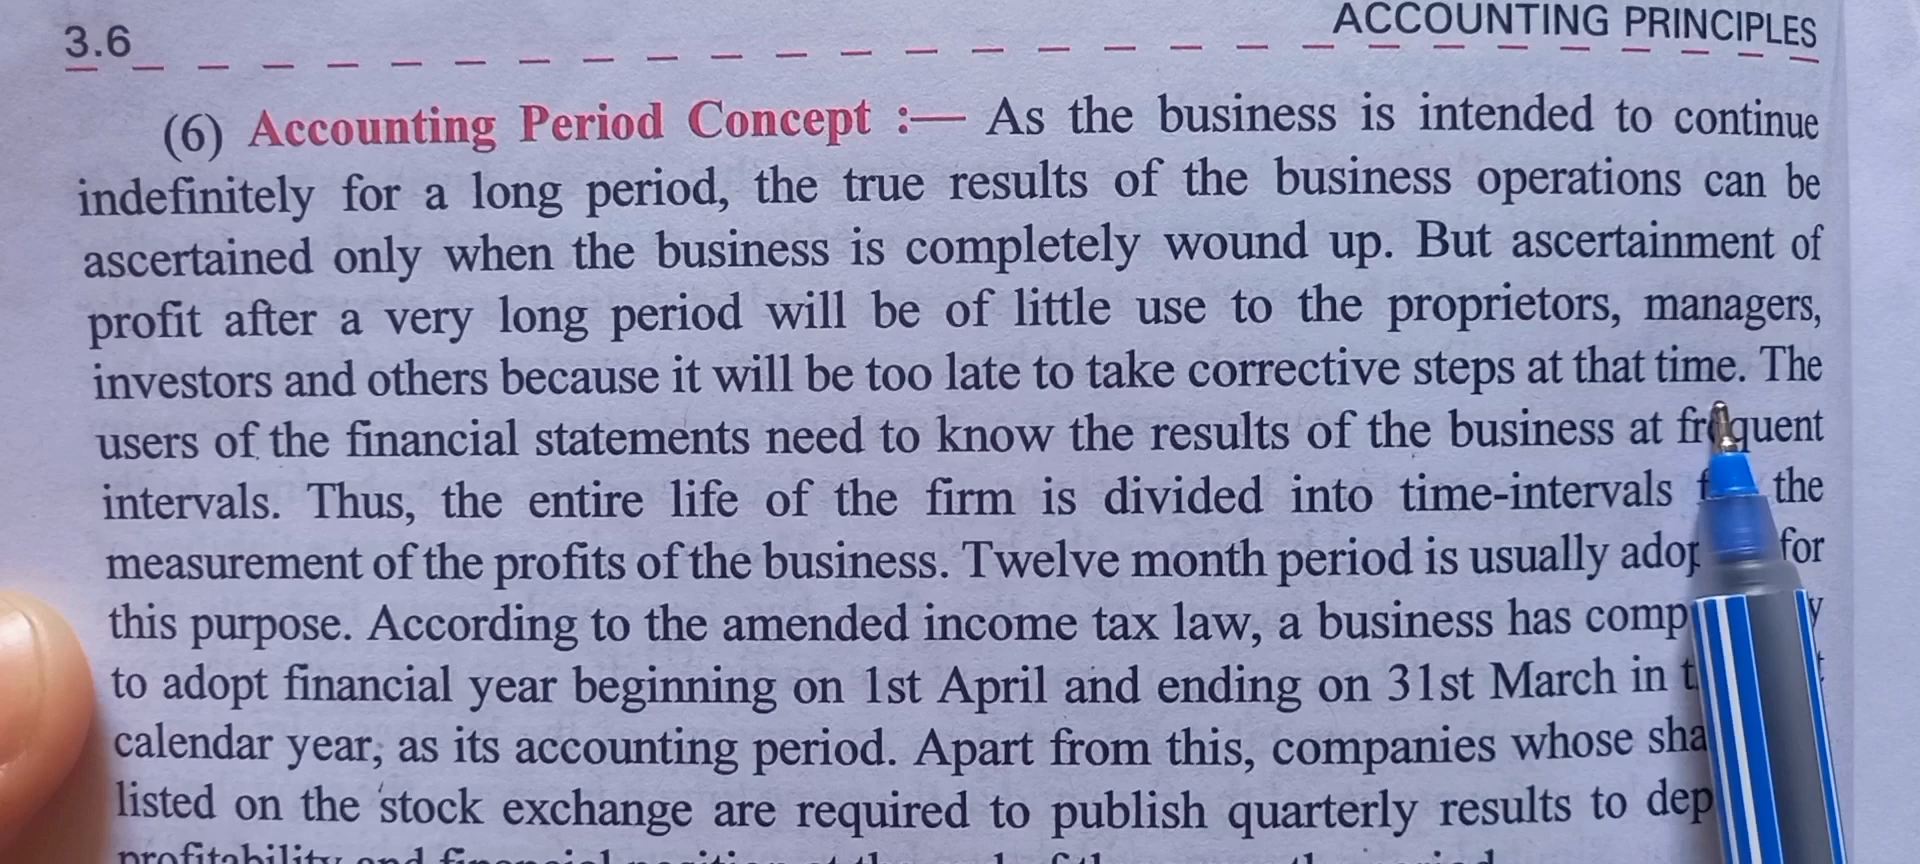 3.6
ACCOUNTING PRINCIPLES
(6) Accounting Period Concept :— As the business is intended to continue
indefinitely for a long period, the true results of the business operations can be
ascertained only when the business is completely wound up. But ascertainment of
profit after a very long period will be of little use to the proprietors, managers,
investors and others because it will be too late to take corrective steps at that time. The
users of the financial statements need to know the results of the business at frequent
intervals. Thus, the entire life of the firm is divided into time-intervals the
measurement of the profits of the business. Twelve month period is usually for
this purpose. According to the amended income tax law, a business has
to adopt financial year beginning on 1st April and ending on 31st March in
calendar year, as its accounting period. Apart from this, companies whose
listed on the stock exchange are required to publish quarterly results to
profitability and financial position at the end of